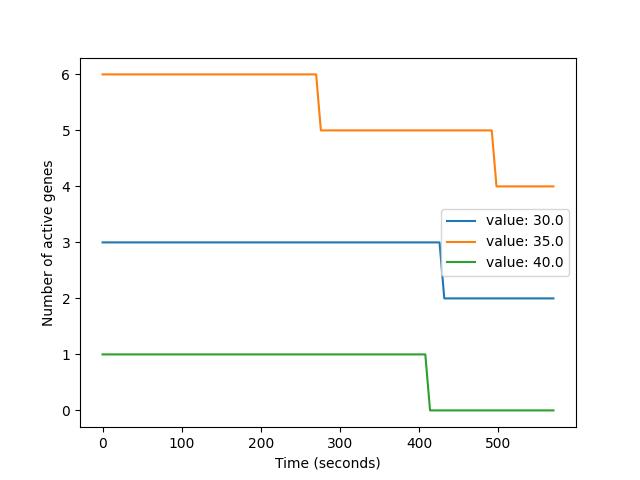 Number of active genes
6
5
4
3
2
1
0
value: 30.0
value: 35.0
value: 40.0
0
100
200
300
400
500
Time (seconds)